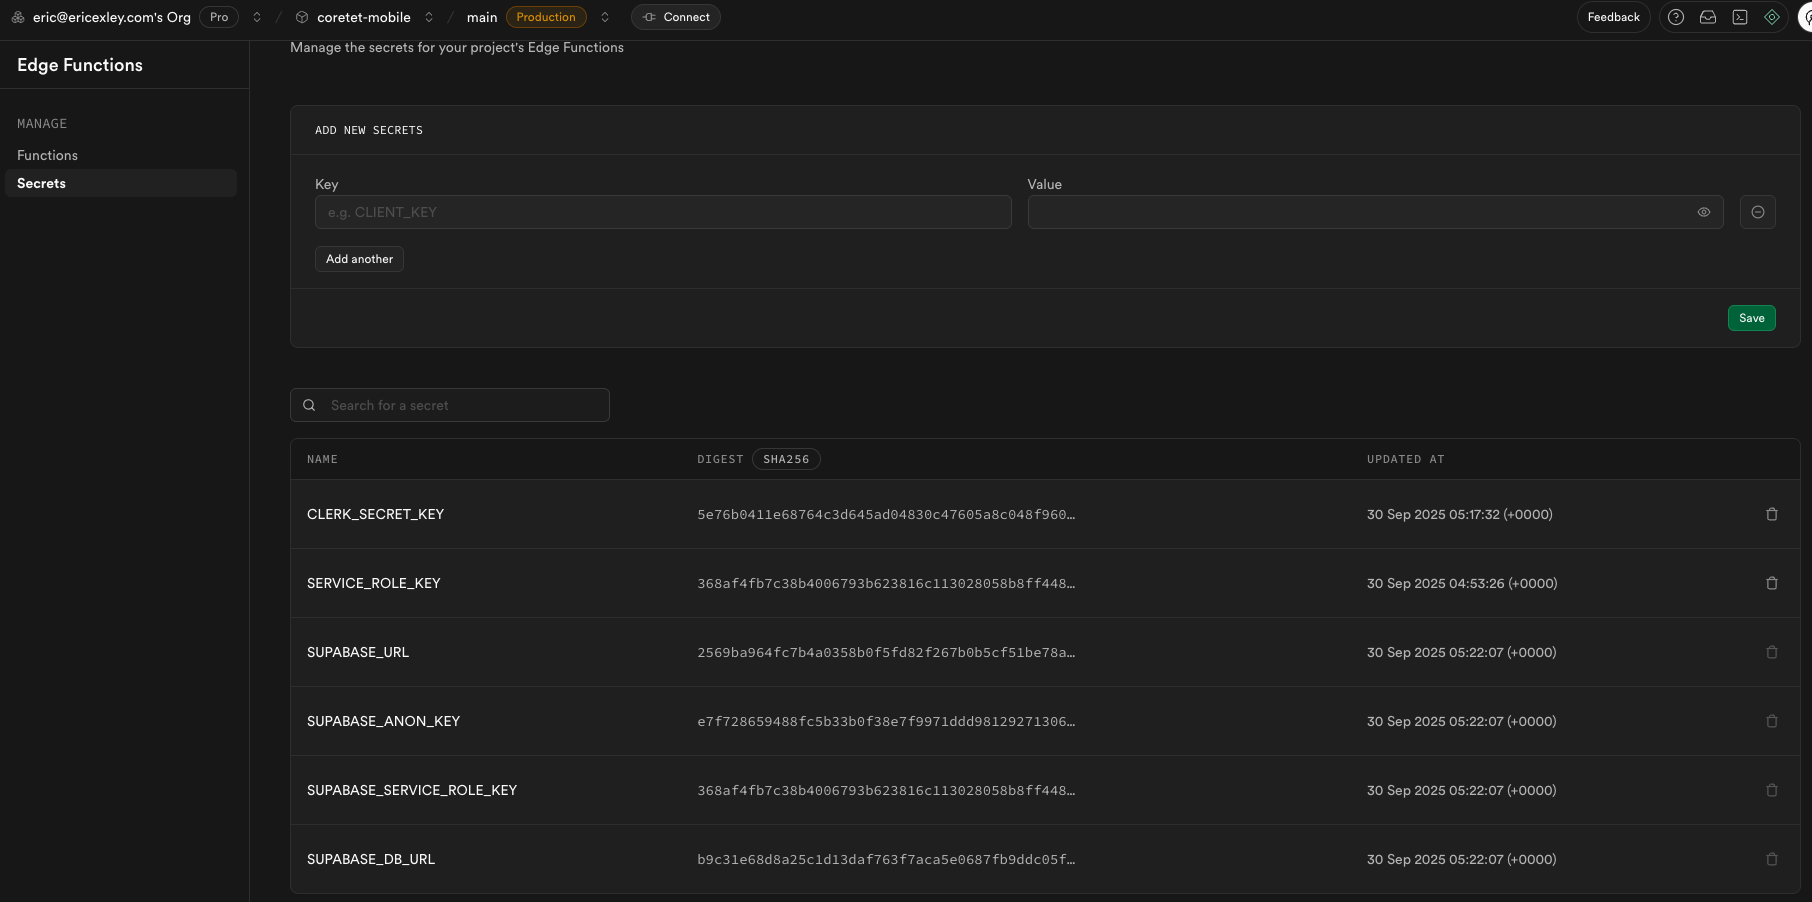 eric@ericexley.com's Org Pro / coretet-mobile / main Production Connect Feedback
Edge Functions
MANAGE
Functions
Secrets
Manage the secrets for your project's Edge Functions
ADD NEW SECRETS
Key Value
e.g. CLIENT_KEY
Add another
Save
Search for a secret
NAME DIGEST SHA256 UPDATED AT
CLERK_SECRET_KEY 5e76b0411e68764c3d645ad04830c47605a8c048f960… 30 Sep 2025 05:17:32 (+0000)
SERVICE_ROLE_KEY 368af4fb7c38b4006793b623816c113028058b8ff448… 30 Sep 2025 04:53:26 (+0000)
SUPABASE_URL 2569ba964fc7b4a0358b0f5fd82f267b0b5cf51be78a… 30 Sep 2025 05:22:07 (+0000)
SUPABASE_ANON_KEY e7f728659488fc5b33b0f38e7f9971ddd98129271306… 30 Sep 2025 05:22:07 (+0000)
SUPABASE_SERVICE_ROLE_KEY 368af4fb7c38b4006793b623816c113028058b8ff448… 30 Sep 2025 05:22:07 (+0000)
SUPABASE_DB_URL b9c31e68d8a25c1d13daf763f7aca5e0687fb9ddc05f… 30 Sep 2025 05:22:07 (+0000)